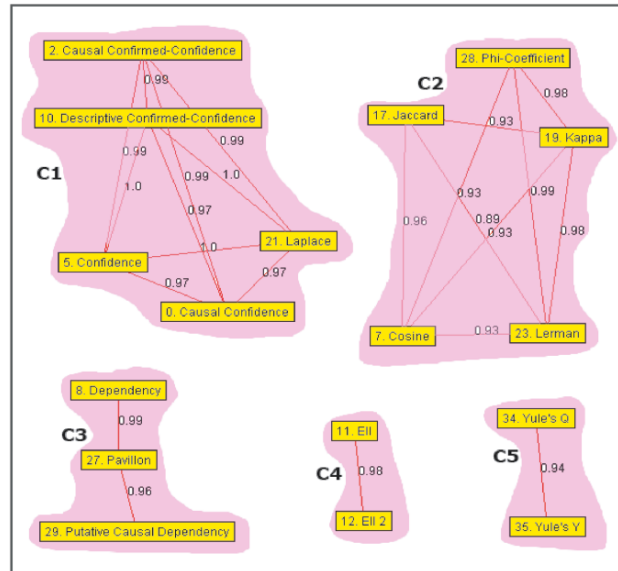 2. Causal Confirmed-Confidence
0.99
10. Descriptive Confirmed-Confidence
0.99
0.99
C1
1.0
0.99
1.0
0.97
21. Laplace
1.0
5. Confidence
0.97
0.97
0. Causal Confidence
28. Phi-Coefficient
C2
0.98
17. Jaccard
0.93
19. Kappa
0.93
0.99
0.96
0.89
0.93
0.98
0.93
7. Cosine
23. Lerman
8. Dependency
C3
0.99
27. Pavillon
0.96
29. Putative Causal Dependency
11. Ell
C4
0.98
12. Ell 2
34. Yule's Q
C5
0.94
35. Yule's Y